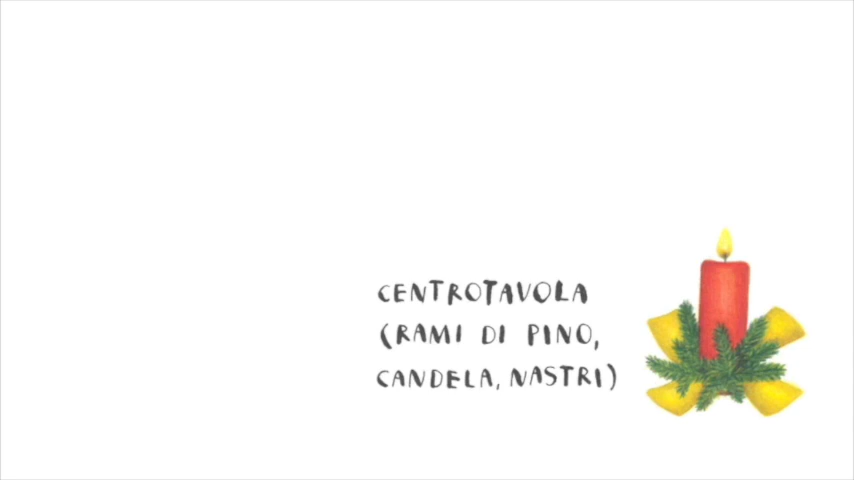 CENTROTAVOLA
(RAMI DI PINO,
CANDELA, NASTRI)